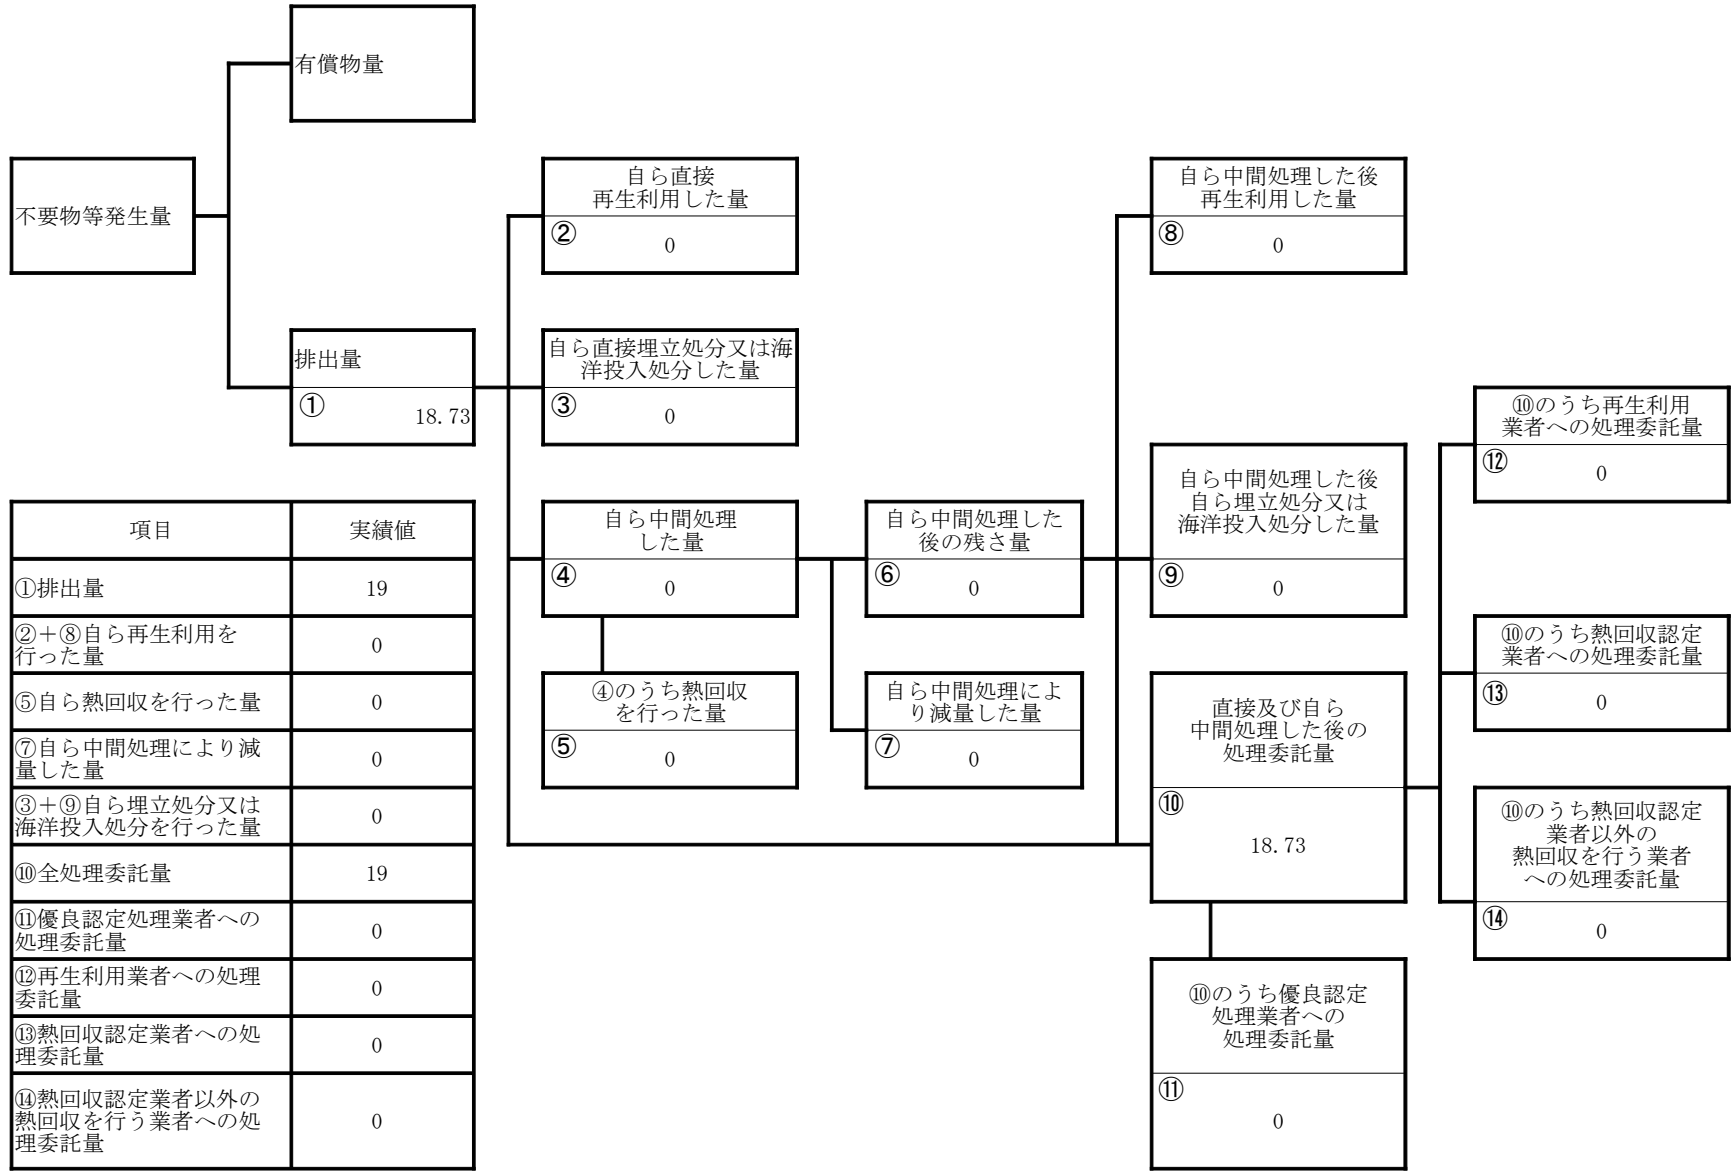 有償物量
不要物等発生量
自ら直接
再生利用した量
②
0
自ら中間処理した後
再生利用した量
⑧
0
排出量
①
18.73
自ら直接埋立処分又は海
洋投入処分した量
③
0
⑩のうち再生利用
業者への処理委託量
⑫
0
自ら中間処理
した量
④
0
自ら中間処理した
後の残さ量
⑥
0
自ら中間処理した後
自ら埋立処分又は
海洋投入処分した量
⑨
0
⑩のうち熱回収認定
業者への処理委託量
⑬
0
④のうち熱回収
を行った量
⑤
0
自ら中間処理によ
り減量した量
⑦
0
直接及び自ら
中間処理した後の
処理委託量
⑩
18.73
⑩のうち熱回収認定
業者以外の
熱回収を行う業者
への処理委託量
⑭
0
⑩のうち優良認定
処理業者への
処理委託量
⑪
0
項目 実績値
①排出量 19
②＋⑧自ら再生利用を
行った量 0
⑤自ら熱回収を行った量 0
⑦自ら中間処理により減
量した量 0
③＋⑨自ら埋立処分又は
海洋投入処分を行った量 0
⑩全処理委託量 19
⑪優良認定処理業者への
処理委託量 0
⑫再生利用業者への処理
委託量 0
⑬熱回収認定業者への処
理委託量 0
⑭熱回収認定業者以外の
熱回収を行う業者への処 0
理委託量